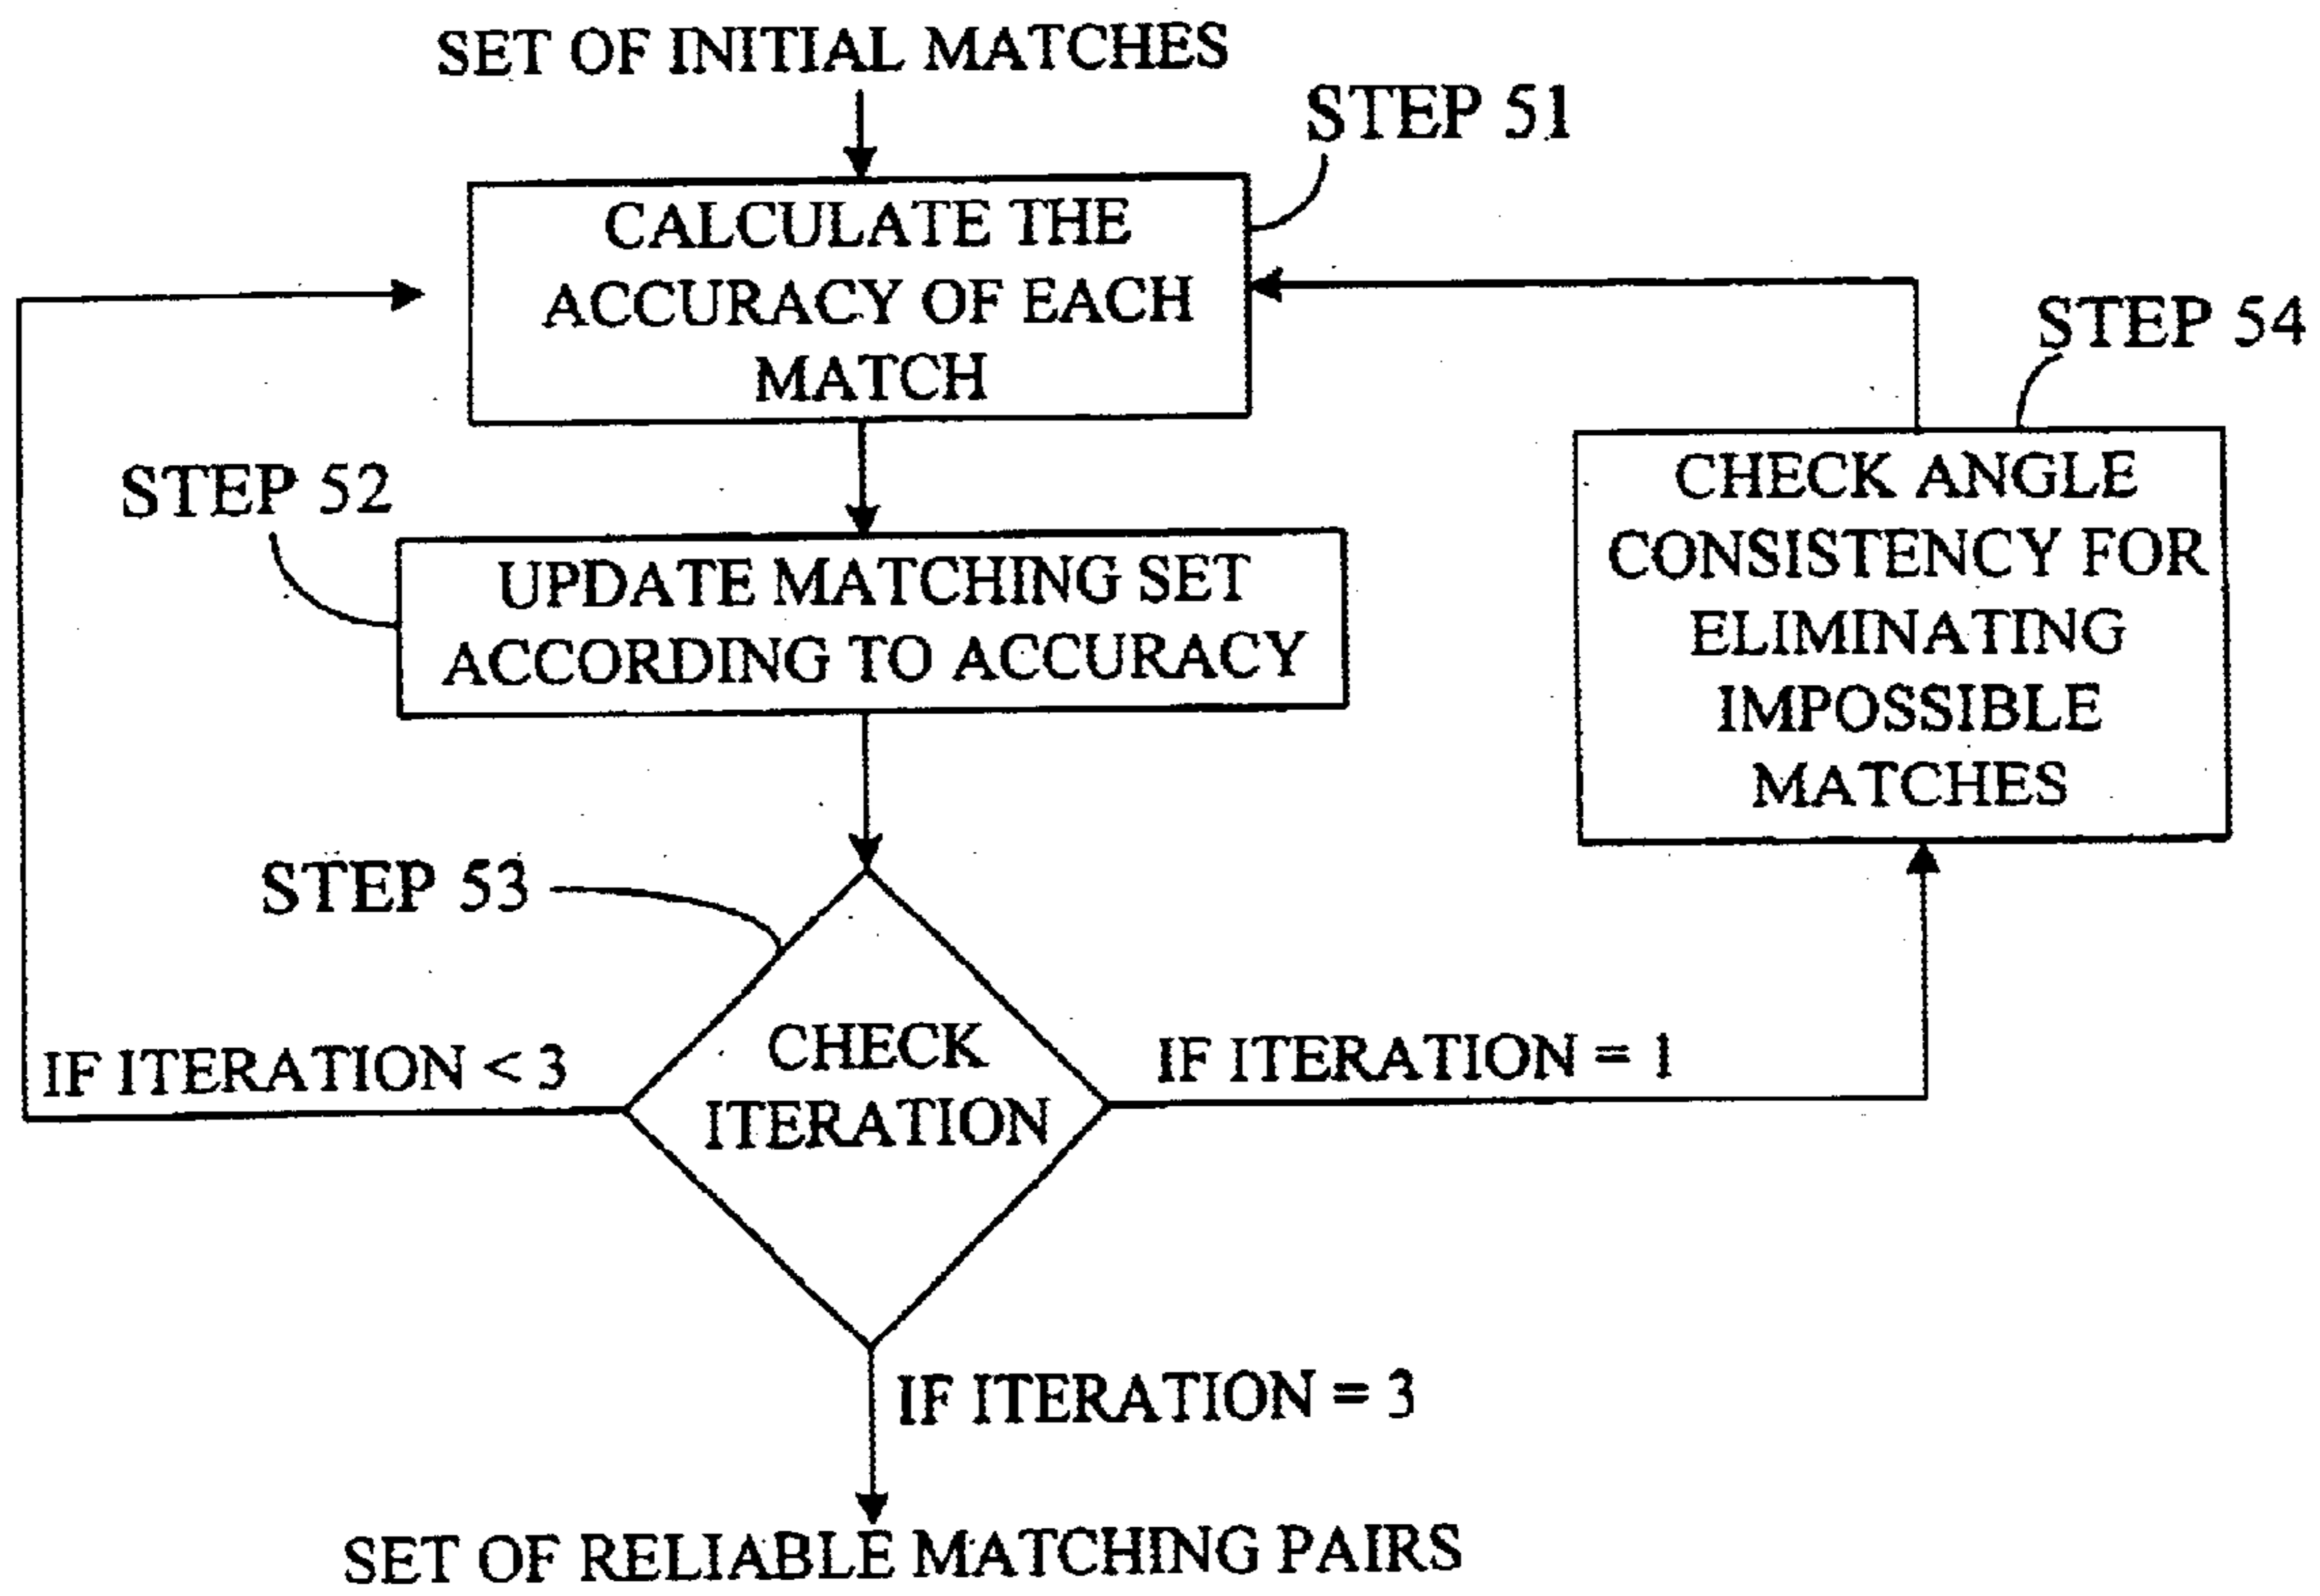 SET OF INITIAL MATCHES
STEP 51
CALCULATE THE
ACCURACY OF EACH
MATCH
STEP 54
STEP 52
CHECK ANGLE
CONSISTENCY FOR
ELIMINATING
IMPOSSIBLE
MATCHES
UPDATE MATCHING SET
ACCORDING TO ACCURACY
STEP 53
CHECK
ITERATION
IF ITERATION < 3
IF ITERATION = 1
IF ITERATION = 3
SET OF RELIABLE MATCHING PAIRS